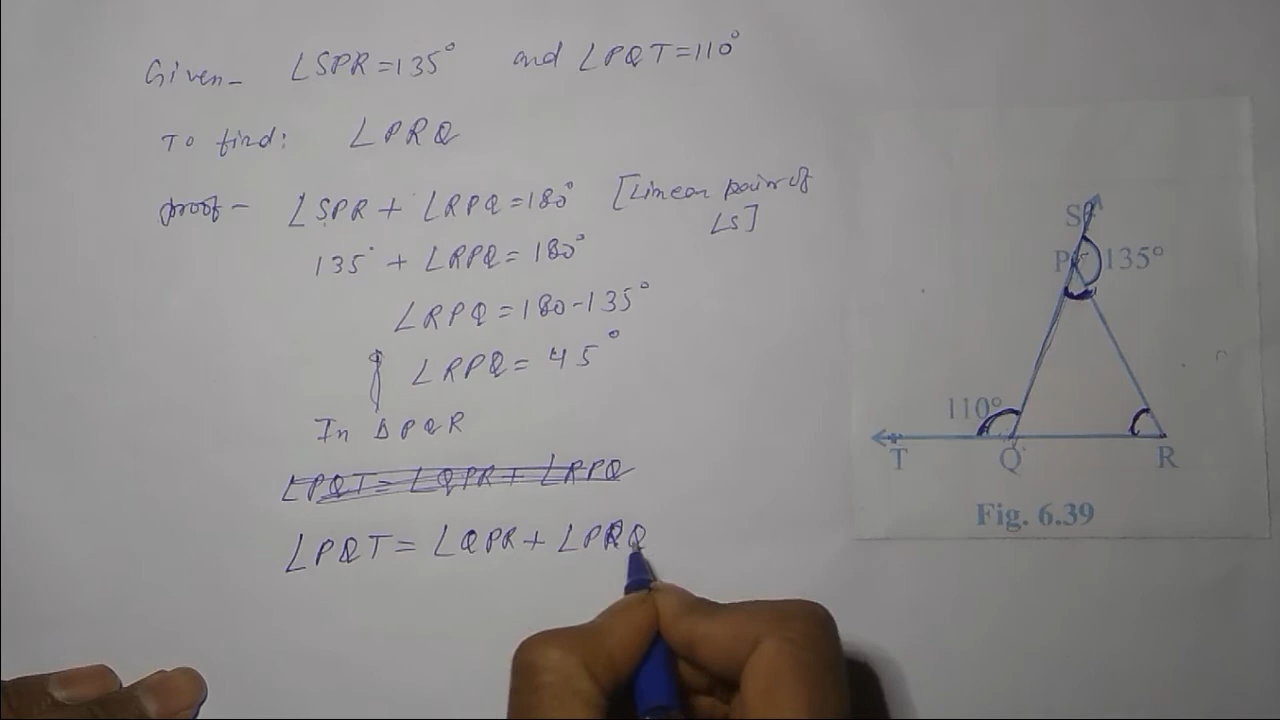 Given- ∠SPR=135° and ∠PQT=110°
To find: ∠PRQ
proof- ∠SPR + ∠RPQ=180° [Linear pair of
∠s]
135° + ∠RPQ= 180°
∠RPQ=180-135°
∠RPQ= 45°
In ΔPQR
∠PQT= ∠QPR + ∠RPQ
∠PQT= ∠QPR+ ∠PRQ
S
P 135°
110°
T Q R
Fig. 6.39